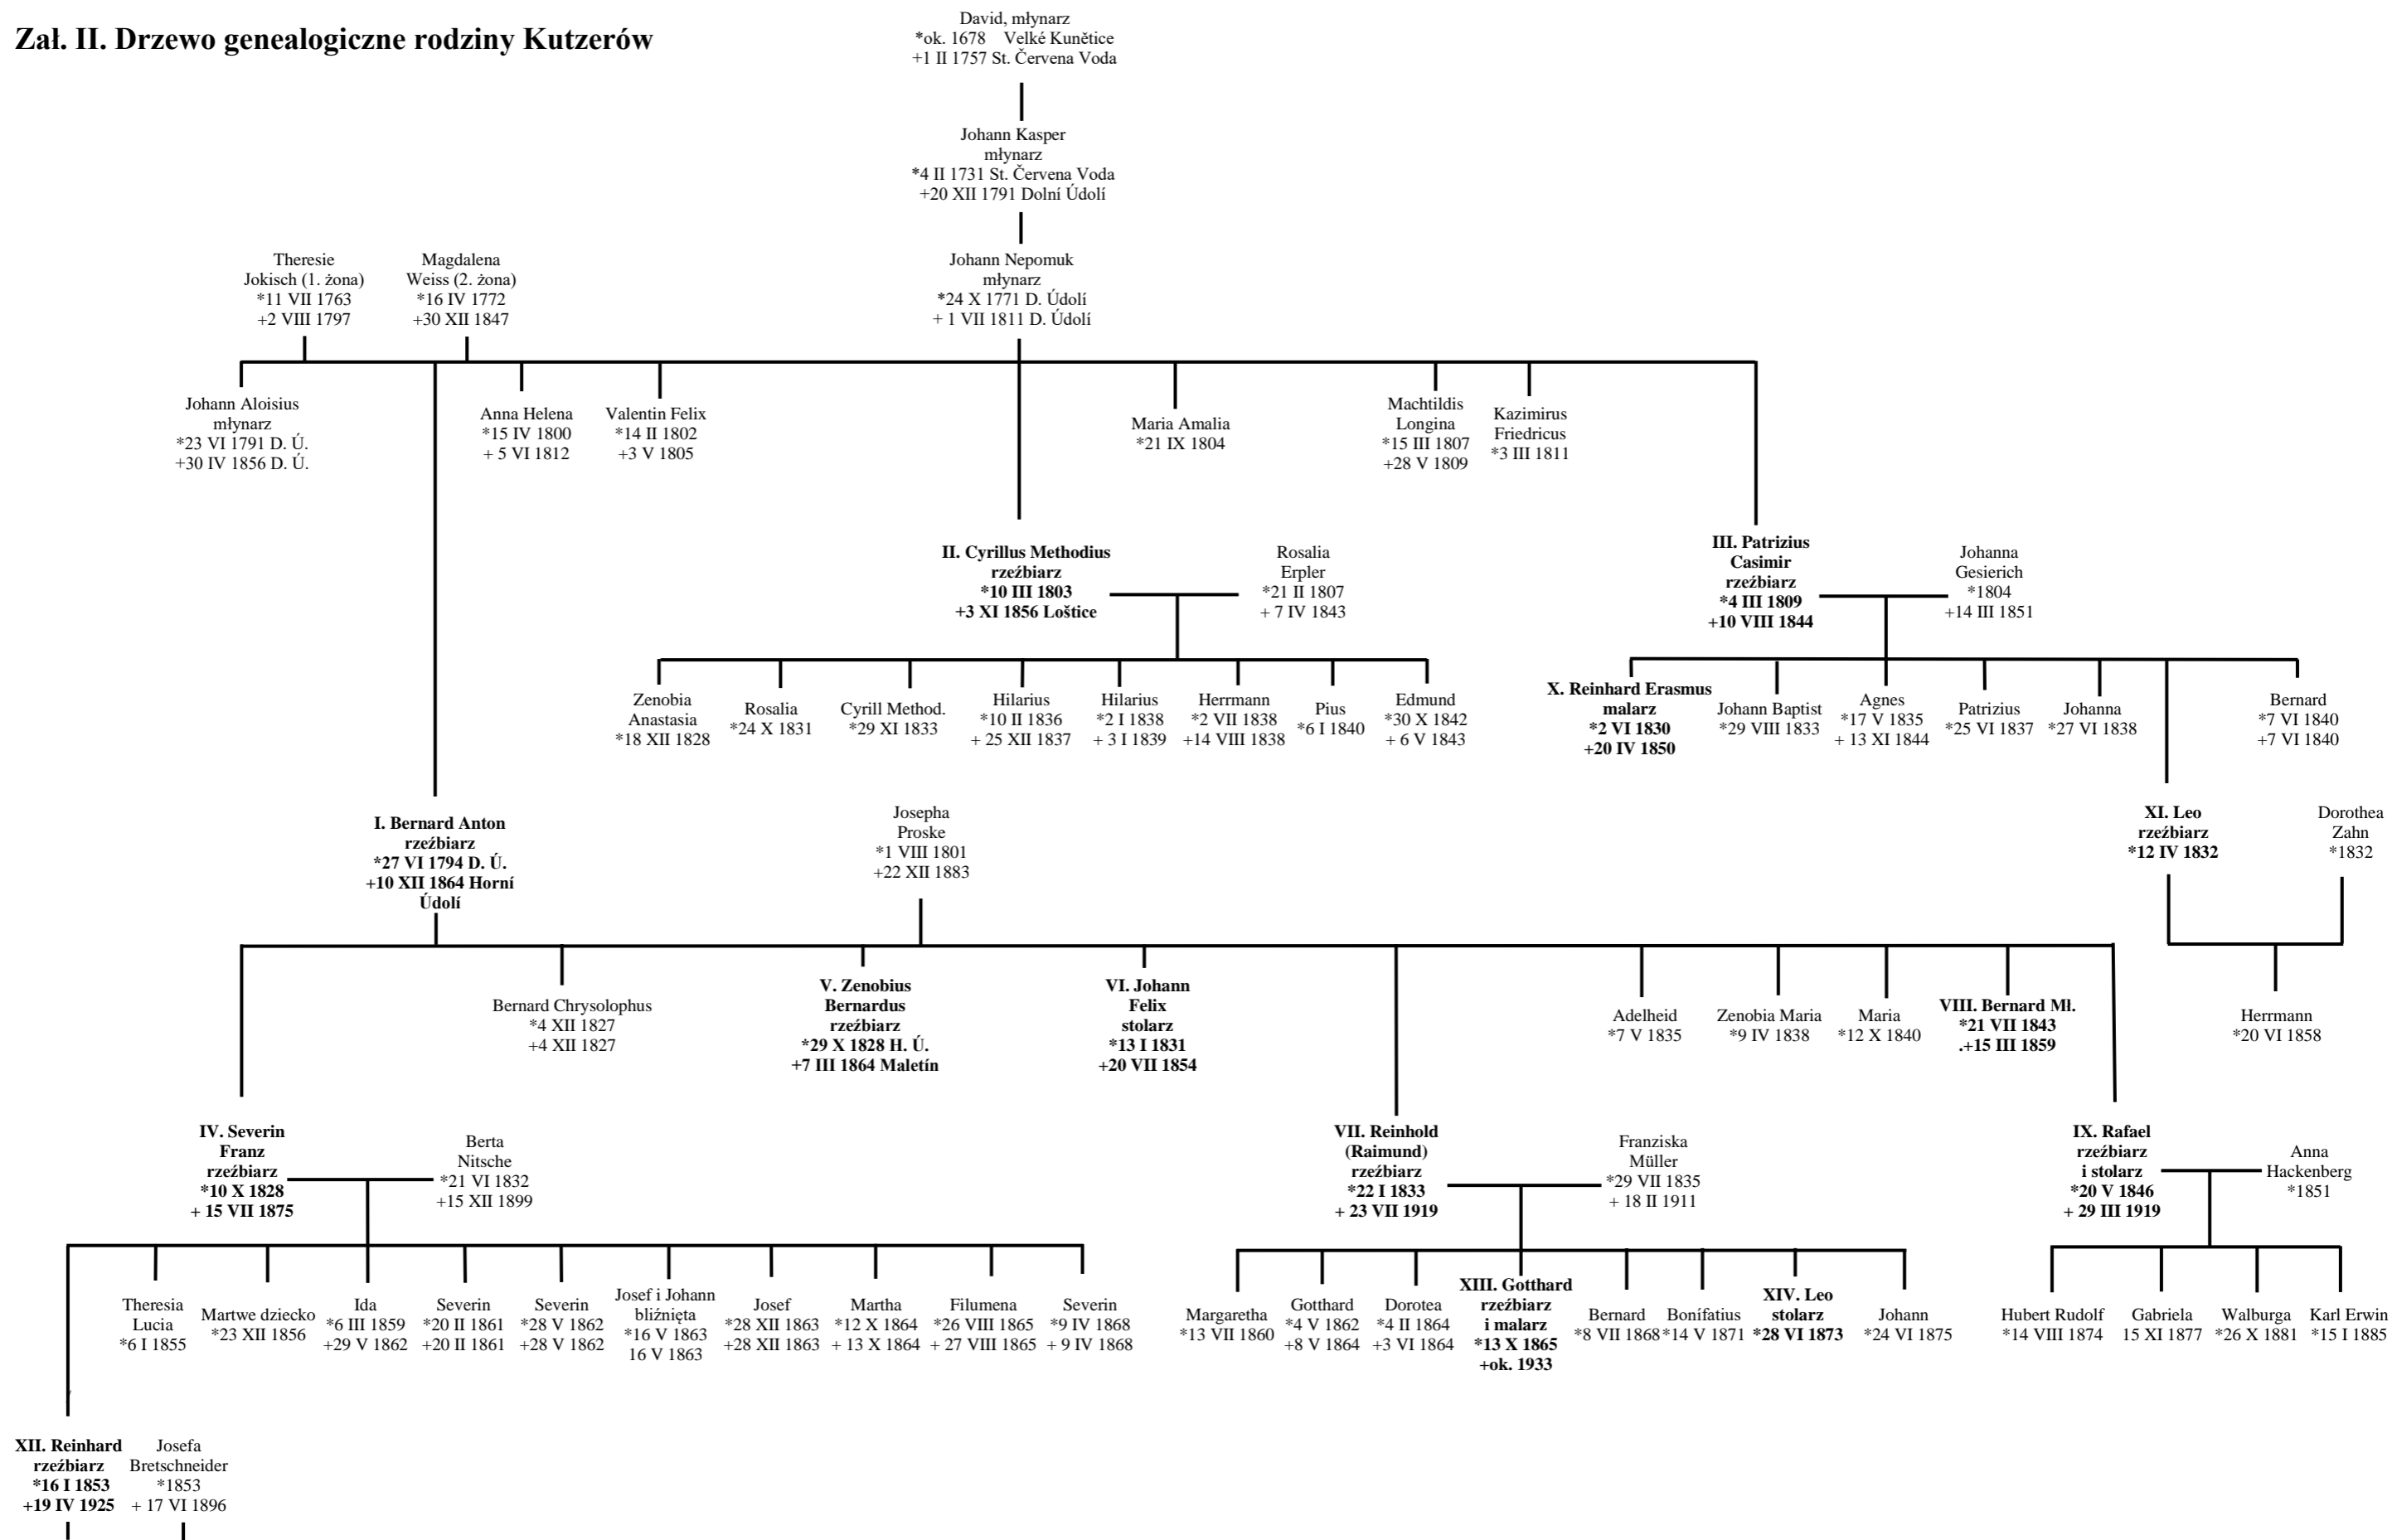 Zał. II. Drzewo genealogiczne rodziny Kutzerów
David, młynarz
*ok. 1678 Velké Kunětice
+1 II 1757 St. Červena Voda
Johann Kasper
młynarz
*4 II 1731 St. Červena Voda
+20 XII 1791 Dolní Údolí
Theresie
Jokisch (1. żona)
*11 VII 1763
+2 VIII 1797
Magdalena
Weiss (2. żona)
*16 IV 1772
+30 XII 1847
Johann Nepomuk
młynarz
*24 X 1771 D. Údolí
+ 1 VII 1811 D. Údolí
Johann Aloisius
młynarz
*23 VI 1791 D. Ú.
+30 IV 1856 D. Ú.
Anna Helena
*15 IV 1800
+ 5 VI 1812
Valentin Felix
*14 II 1802
+3 V 1805
Maria Amalia
*21 IX 1804
Machtildis
Longina
*15 III 1807
+28 V 1809
Kazimirus
Friedricus
*3 III 1811
II. Cyrillus Methodius
rzeźbiarz
*10 III 1803
+3 XI 1856 Loštice
Rosalia
Erpler
*21 II 1807
+ 7 IV 1843
III. Patrizius
Casimir
rzeźbiarz
*4 III 1809
+10 VIII 1844
Johanna
Gesierich
*1804
+14 III 1851
Zenobia
Anastasia
*18 XII 1828
Rosalia
*24 X 1831
Cyrill Method.
*29 XI 1833
Hilarius
*10 II 1836
+ 25 XII 1837
Hilarius
*2 I 1838
+ 3 I 1839
Herrmann
*2 VII 1838
+14 VIII 1838
Pius
*6 I 1840
Edmund
*30 X 1842
+ 6 V 1843
X. Reinhard Erasmus
malarz
*2 VI 1830
+20 IV 1850
Johann Baptist
*29 VIII 1833
Agnes
*17 V 1835
+ 13 XI 1844
Patrizius
*25 VI 1837
Johanna
*27 VI 1838
Bernard
*7 VI 1840
+7 VI 1840
I. Bernard Anton
rzeźbiarz
*27 VI 1794 D. Ú.
+10 XII 1864 Horní
Údolí
Josepha
Proske
*1 VIII 1801
+22 XII 1883
XI. Leo
rzeźbiarz
*12 IV 1832
Dorothea
Zahn
*1832
Bernard Chrysolophus
*4 XII 1827
+4 XII 1827
V. Zenobius
Bernardus
rzeźbiarz
*29 X 1828 H. Ú.
+7 III 1864 Maletín
VI. Johann
Felix
stolarz
*13 I 1831
+20 VII 1854
Adelheid
*7 V 1835
Zenobia Maria
*9 IV 1838
Maria
*12 X 1840
VIII. Bernard Mł.
*21 VII 1843
.+15 III 1859
Herrmann
*20 VI 1858
IV. Severin
Franz
rzeźbiarz
*10 X 1828
+ 15 VII 1875
Berta
Nitsche
*21 VI 1832
+15 XII 1899
VII. Reinhold
(Raimund)
rzeźbiarz
*22 I 1833
+ 23 VII 1919
Franziska
Müller
*29 VII 1835
+ 18 II 1911
IX. Rafael
rzeźbiarz
i stolarz
*20 V 1846
+ 29 III 1919
Anna
Hackenberg
*1851
Theresia
Lucia
*6 I 1855
Martwe dziecko
*23 XII 1856
Ida
*6 III 1859
+29 V 1862
Severin
*20 II 1861
+20 II 1861
Severin
*28 V 1862
+28 V 1862
Josef i Johann
bliźnięta
*16 V 1863
16 V 1863
Josef
*28 XII 1863
+28 XII 1863
Martha
*12 X 1864
+ 13 X 1864
Filumena
*26 VIII 1865
+ 27 VIII 1865
Severin
*9 IV 1868
+ 9 IV 1868
Margaretha
*13 VII 1860
Gotthard
*4 V 1862
+8 V 1864
Dorotea
*4 II 1864
+3 VI 1864
XIII. Gotthard
rzeźbiarz
i malarz
*13 X 1865
+ok. 1933
Bernard
*8 VII 1868
Bonifatius
*14 V 1871
XIV. Leo
stolarz
*28 VI 1873
Johann
*24 VI 1875
Hubert Rudolf
*14 VIII 1874
Gabriela
15 XI 1877
Walburga
*26 X 1881
Karl Erwin
*15 I 1885
XII. Reinhard
rzeźbiarz
*16 I 1853
+19 IV 1925
Josefa
Bretschneider
*1853
+ 17 VI 1896